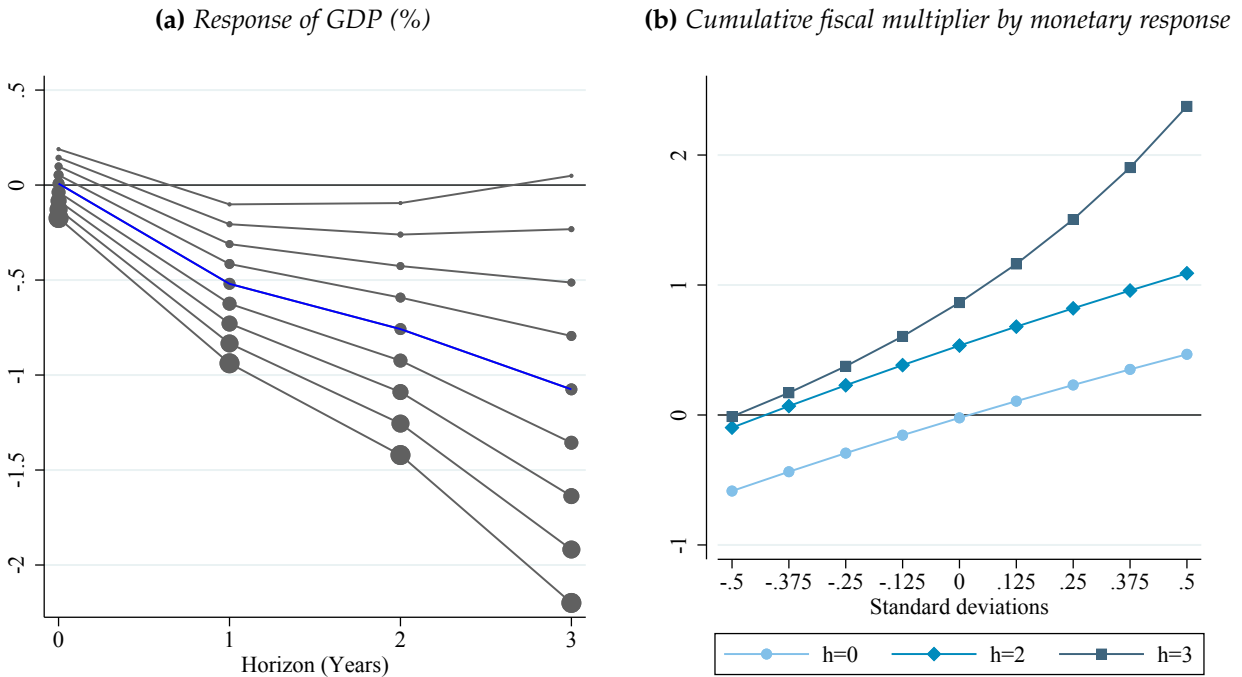 (a) Response of GDP (%)
(b) Cumulative fiscal multiplier by monetary response
.5
0
-.5
-1
-1.5
-2
0 1 2 3
Horizon (Years)
2
1
0
-1
-.5 -.375 -.25 -.125 0 .125 .25 .375 .5
Standard deviations
h=0 h=2 h=3